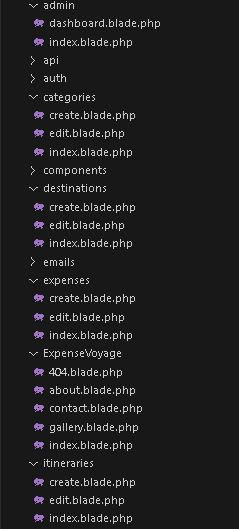 admin
dashboard.blade.php
index.blade.php
api
auth
categories
create.blade.php
edit.blade.php
index.blade.php
components
destinations
create.blade.php
edit.blade.php
index.blade.php
emails
expenses
create.blade.php
edit.blade.php
index.blade.php
ExpenseVoyage
404.blade.php
about.blade.php
contact.blade.php
gallery.blade.php
index.blade.php
itineraries
create.blade.php
edit.blade.php
index.blade.php